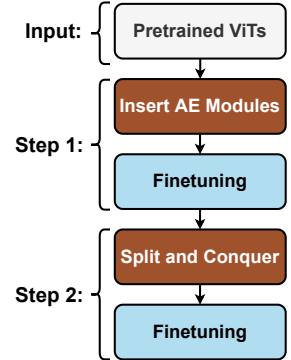 Input:
Pretrained ViTs
Step 1:
Insert AE Modules
Finetuning
Step 2:
Split and Conquer
Finetuning